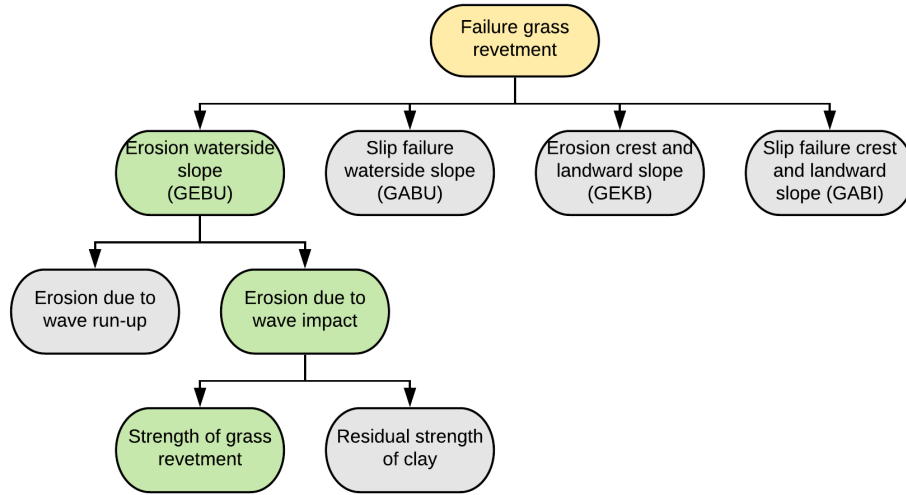 Failure grass
revetment
Erosion waterside
slope
(GEBU)
Slip failure
waterside slope
(GABU)
Erosion crest and
landward slope
(GEKB)
Slip failure crest
and landward
slope (GABI)
Erosion due to
wave run-up
Erosion due to
wave impact
Strength of grass
revetment
Residual strength
of clay